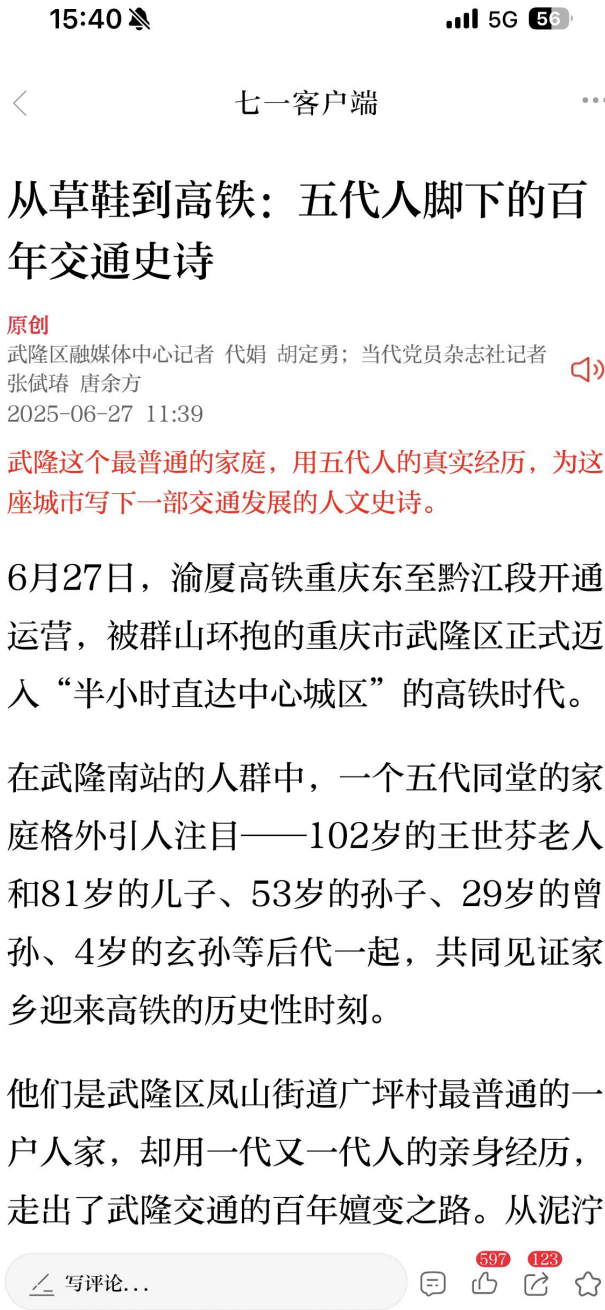 15:40 5G 56
七一客户端
从草鞋到高铁：五代人脚下的百
年交通史诗
原创
武隆区融媒体中心记者 代娟 胡定勇；当代党员杂志社记者
张倵瑃 唐余方
2025-06-27 11:39
武隆这个最普通的家庭，用五代人的真实经历，为这
座城市写下一部交通发展的人文史诗。
6月27日，渝厦高铁重庆东至黔江段开通
运营，被群山环抱的重庆市武隆区正式迈
入“半小时直达中心城区”的高铁时代。
在武隆南站的人群中，一个五代同堂的家
庭格外引人注目——102岁的王世芬老人
和81岁的儿子、53岁的孙子、29岁的曾
孙、4岁的玄孙等后代一起，共同见证家
乡迎来高铁的历史性时刻。
他们是武隆区凤山街道广坪村最普通的一
户人家，却用一代又一代人的亲身经历，
走出了武隆交通的百年嬗变之路。从泥泞
写评论... 597 123